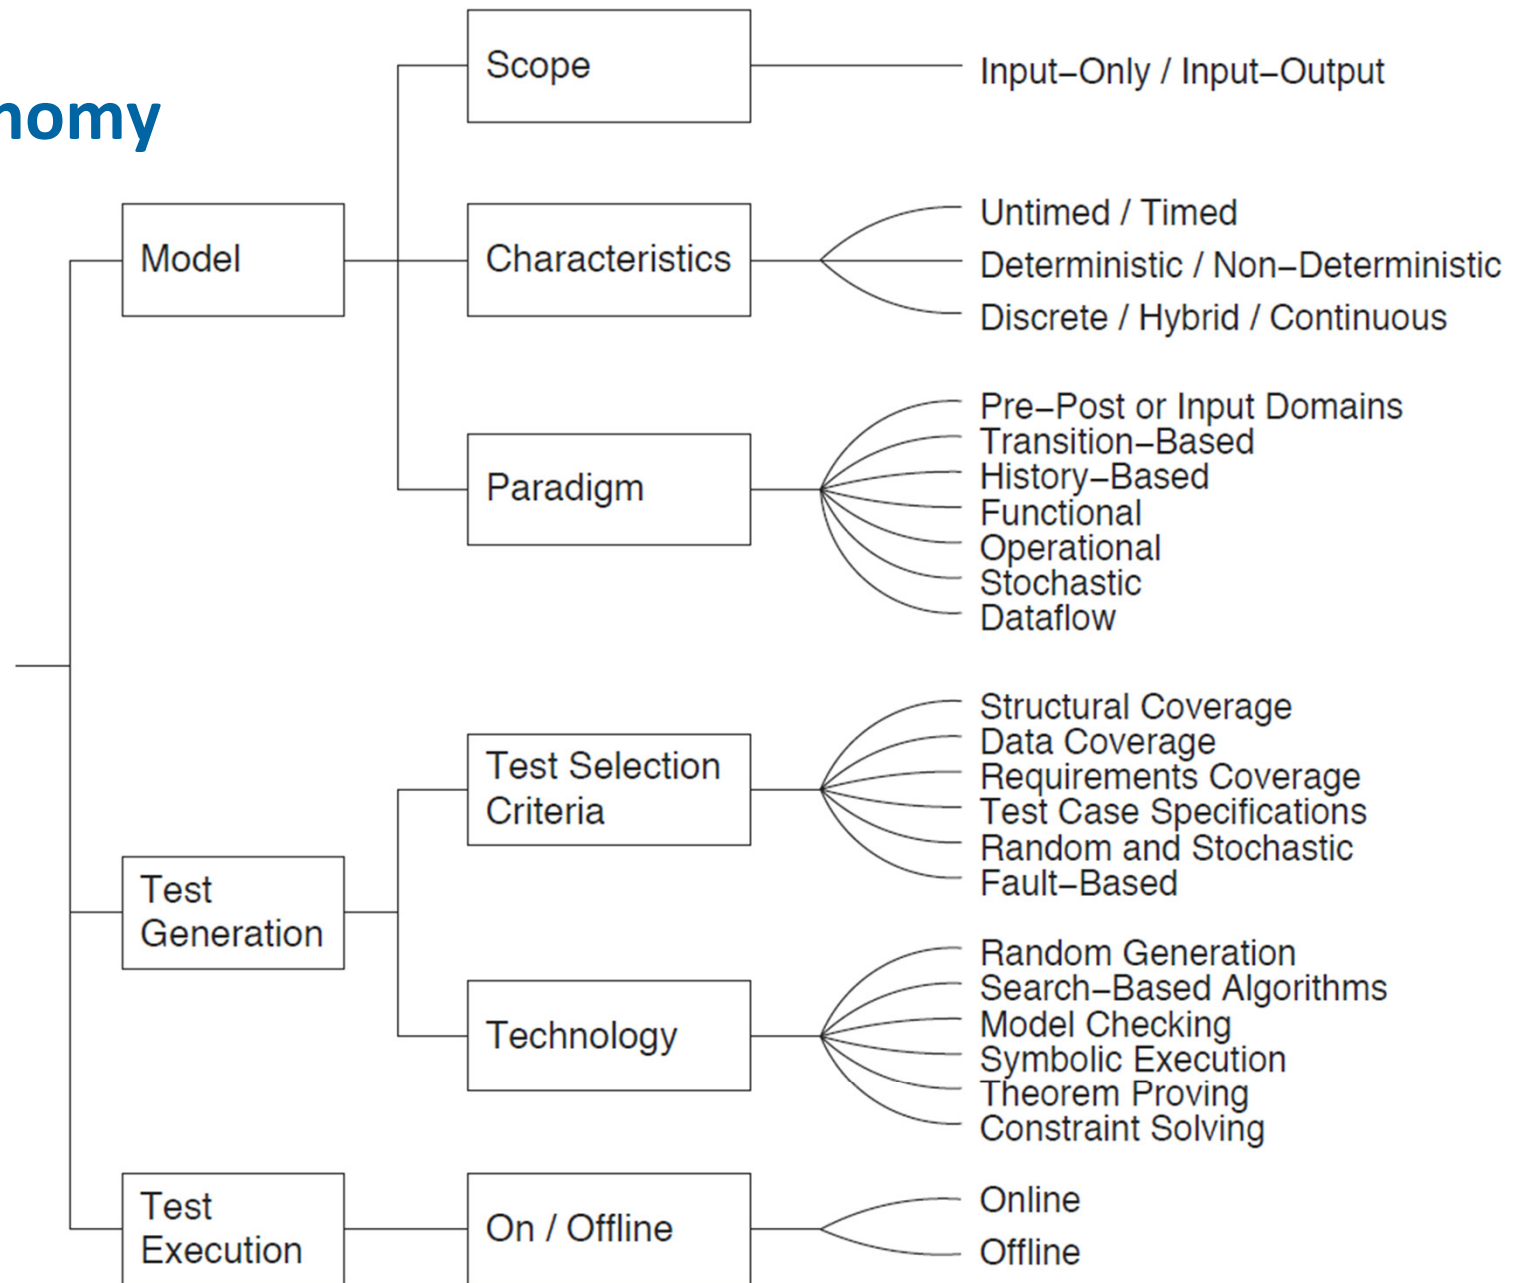 nomy
Scope
Input–Only / Input–Output
Model
Characteristics
Untimed / Timed
Deterministic / Non–Deterministic
Discrete / Hybrid / Continuous
Paradigm
Pre–Post or Input Domains
Transition–Based
History–Based
Functional
Operational
Stochastic
Dataflow
Test
Generation
Test Selection
Criteria
Structural Coverage
Data Coverage
Requirements Coverage
Test Case Specifications
Random and Stochastic
Fault–Based
Technology
Random Generation
Search–Based Algorithms
Model Checking
Symbolic Execution
Theorem Proving
Constraint Solving
Test
Execution
On / Offline
Online
Offline